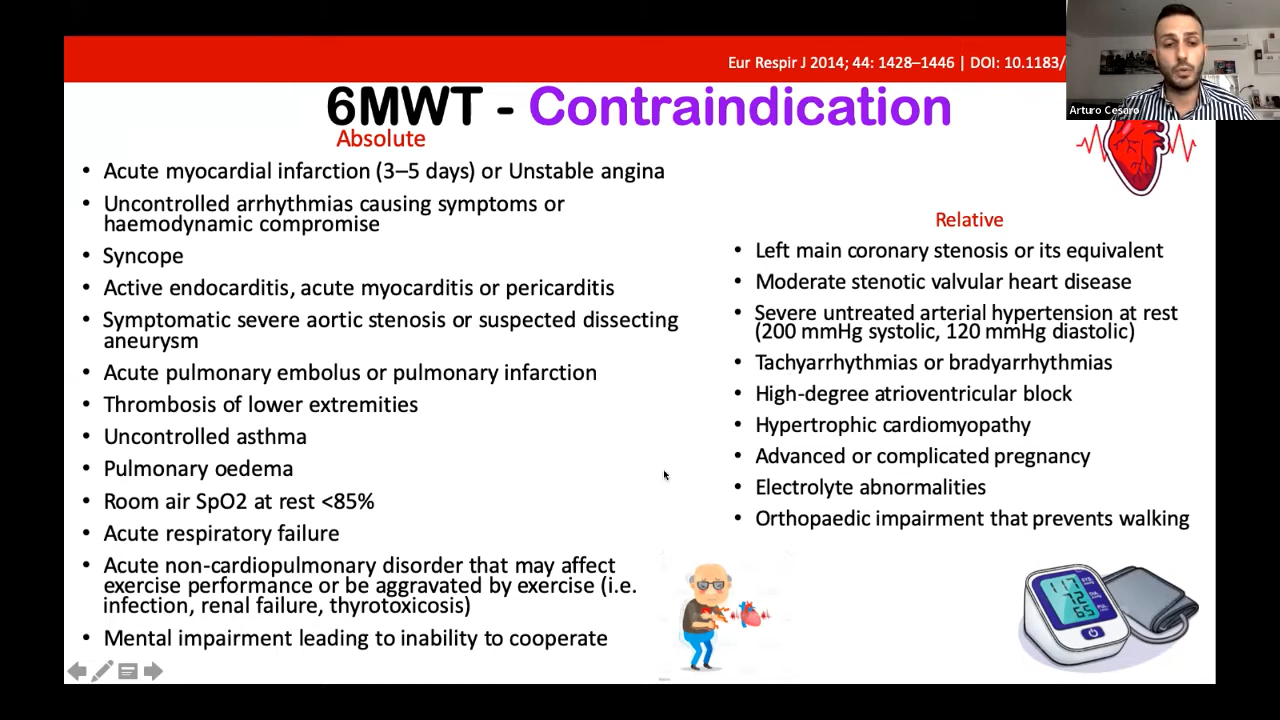 Eur Respir J 2014; 44: 1428–1446 | DOI: 10.1183/
Arturo Cesaro
6MWT - Contraindication
Absolute
• Acute myocardial infarction (3–5 days) or Unstable angina
• Uncontrolled arrhythmias causing symptoms or
haemodynamic compromise
• Syncope
• Active endocarditis, acute myocarditis or pericarditis
• Symptomatic severe aortic stenosis or suspected dissecting
aneurysm
• Acute pulmonary embolus or pulmonary infarction
• Thrombosis of lower extremities
• Uncontrolled asthma
• Pulmonary oedema
• Room air SpO2 at rest <85%
• Acute respiratory failure
• Acute non-cardiopulmonary disorder that may affect
exercise performance or be aggravated by exercise (i.e.
infection, renal failure, thyrotoxicosis)
• Mental impairment leading to inability to cooperate
Relative
• Left main coronary stenosis or its equivalent
• Moderate stenotic valvular heart disease
• Severe untreated arterial hypertension at rest
(200 mmHg systolic, 120 mmHg diastolic)
• Tachyarrhythmias or bradyarrhythmias
• High-degree atrioventricular block
• Hypertrophic cardiomyopathy
• Advanced or complicated pregnancy
• Electrolyte abnormalities
• Orthopaedic impairment that prevents walking
117
72
65